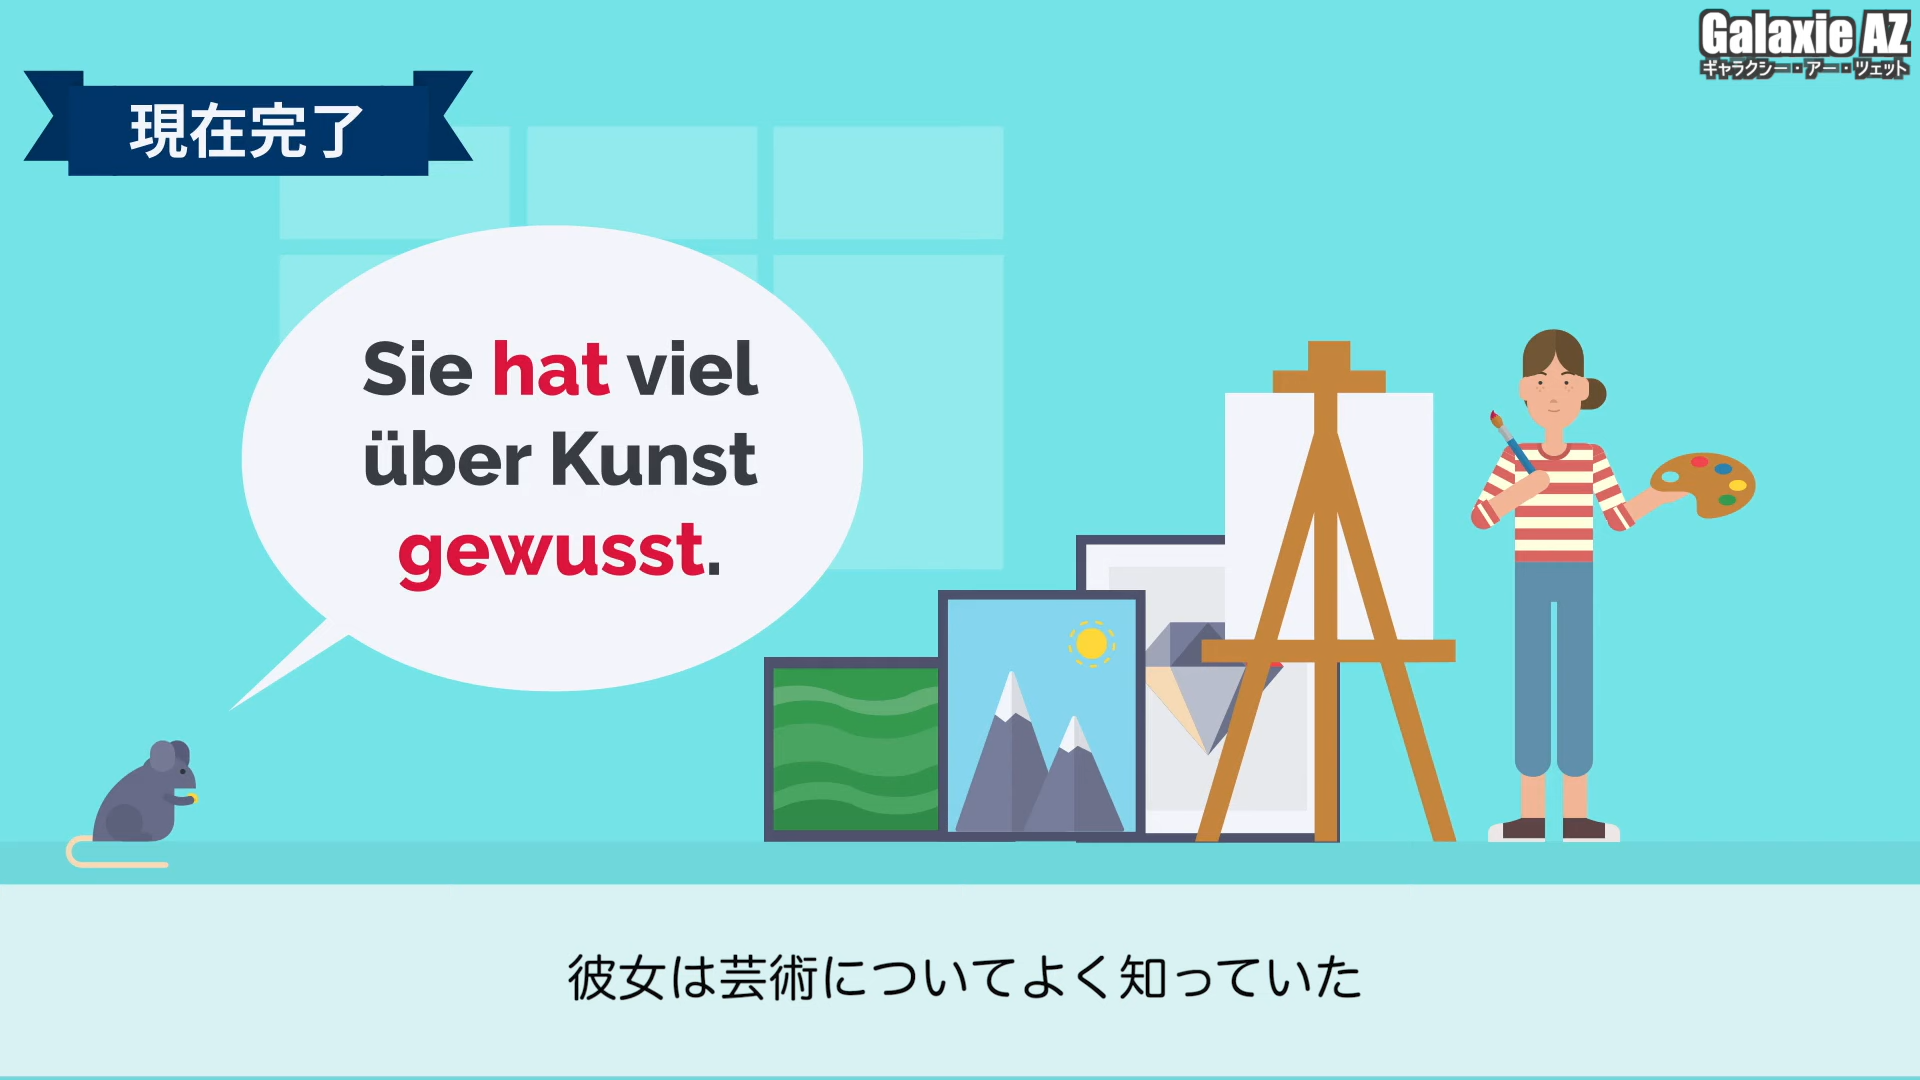 Galaxie AZ
ギャラクシー・アー・ツェット
現在完了
Sie hat viel
über Kunst
gewusst.
彼女は芸術についてよく知っていた